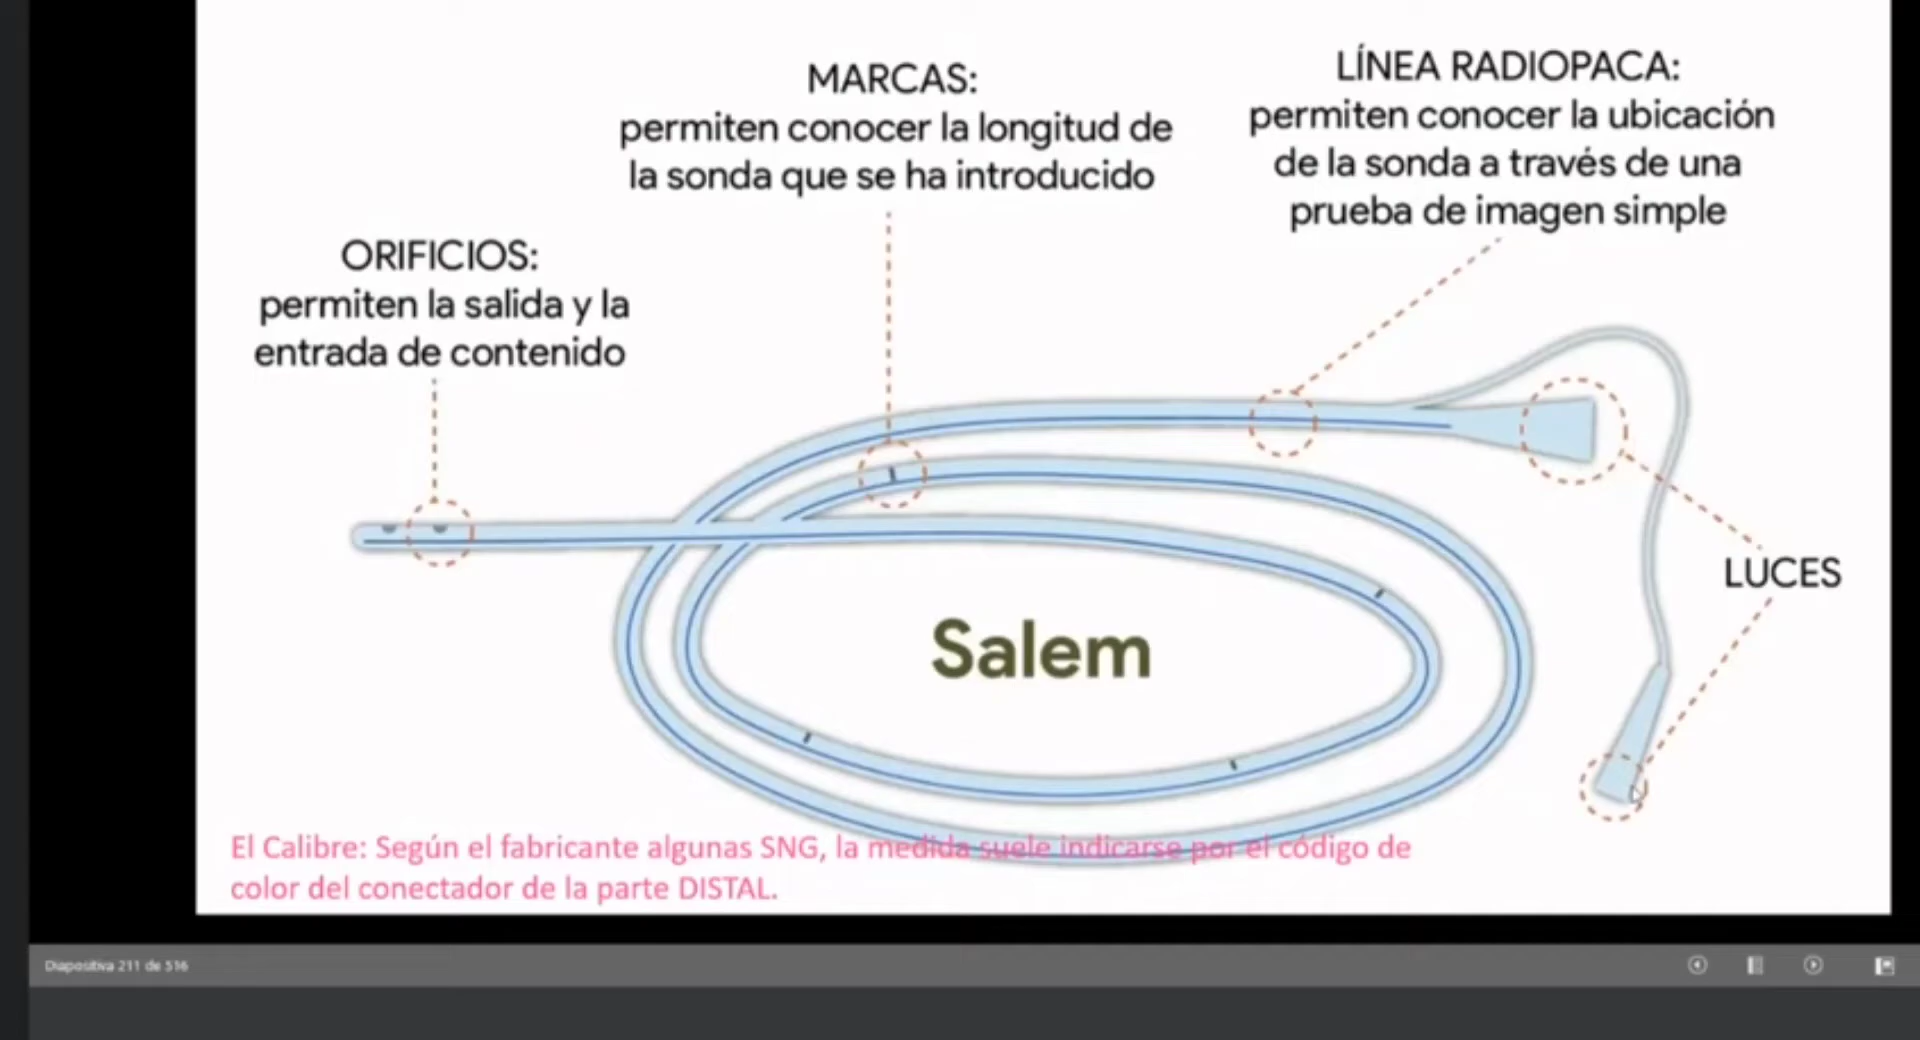 MARCAS:
permiten conocer la longitud de
la sonda que se ha introducido
LÍNEA RADIOPACA:
permiten conocer la ubicación
de la sonda a través de una
prueba de imagen simple
ORIFICIOS:
permiten la salida y la
entrada de contenido
LUCES
Salem
El Calibre: Según el fabricante algunas SNG, la medida suele indicarse por el código de
color del conectador de la parte DISTAL.
Diapositiva 211 de 516